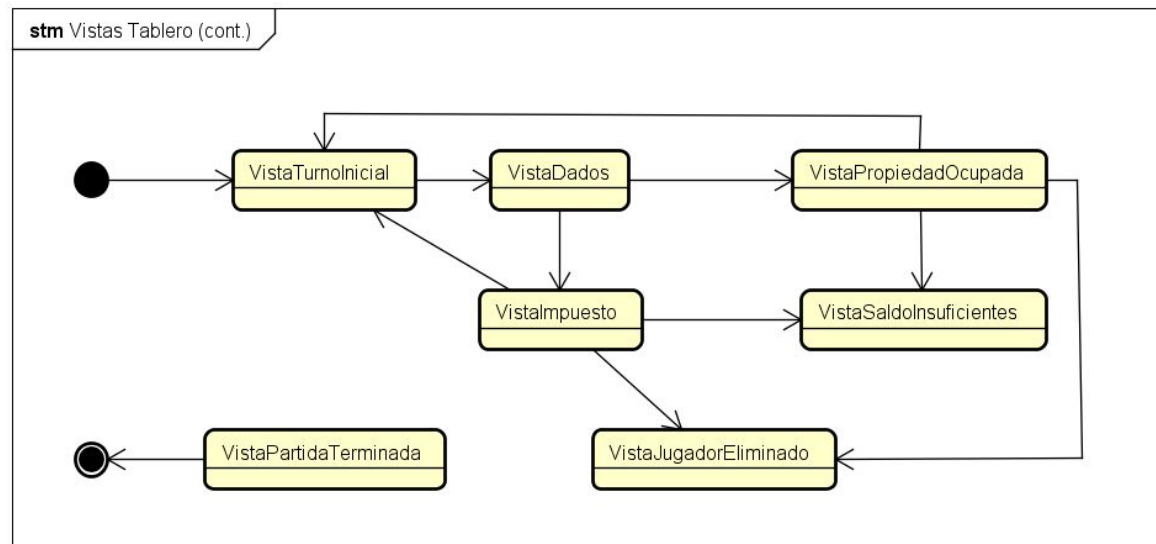 stm Vistas Tablero (cont.)
VistaTurnoInicial
VistaDados
VistaPropiedadOcupada
VistaImpuesto
VistaSaldoInsuficientes
VistaPartidaTerminada
VistaJugadorEliminado